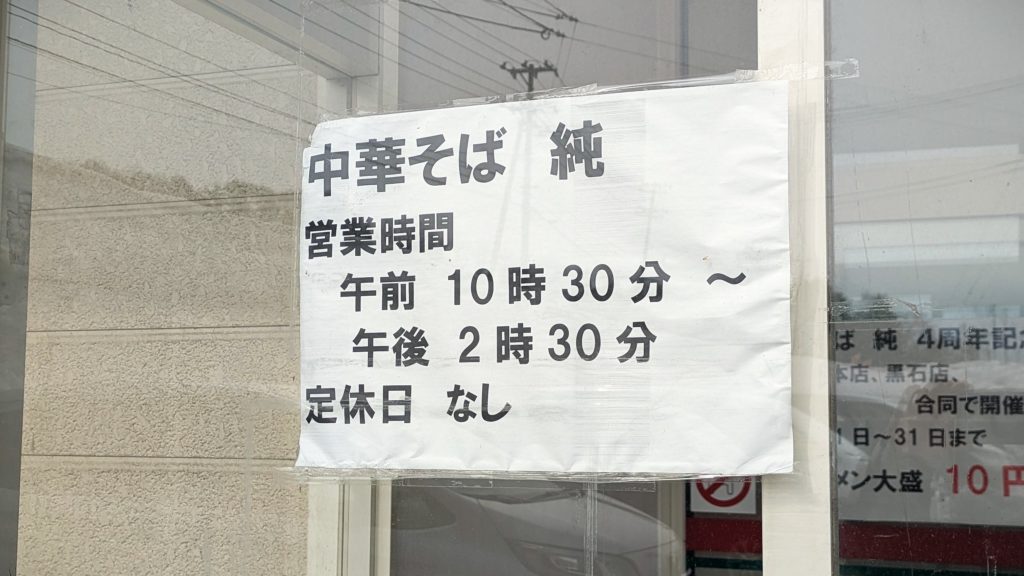 中華そば 純
営業時間
午前 10時30分 ～
午後 2時30分
定休日 なし
ば 純 4周年記念
本店、黒石店、
合同で開催
1日～31日まで
メン大盛 10円